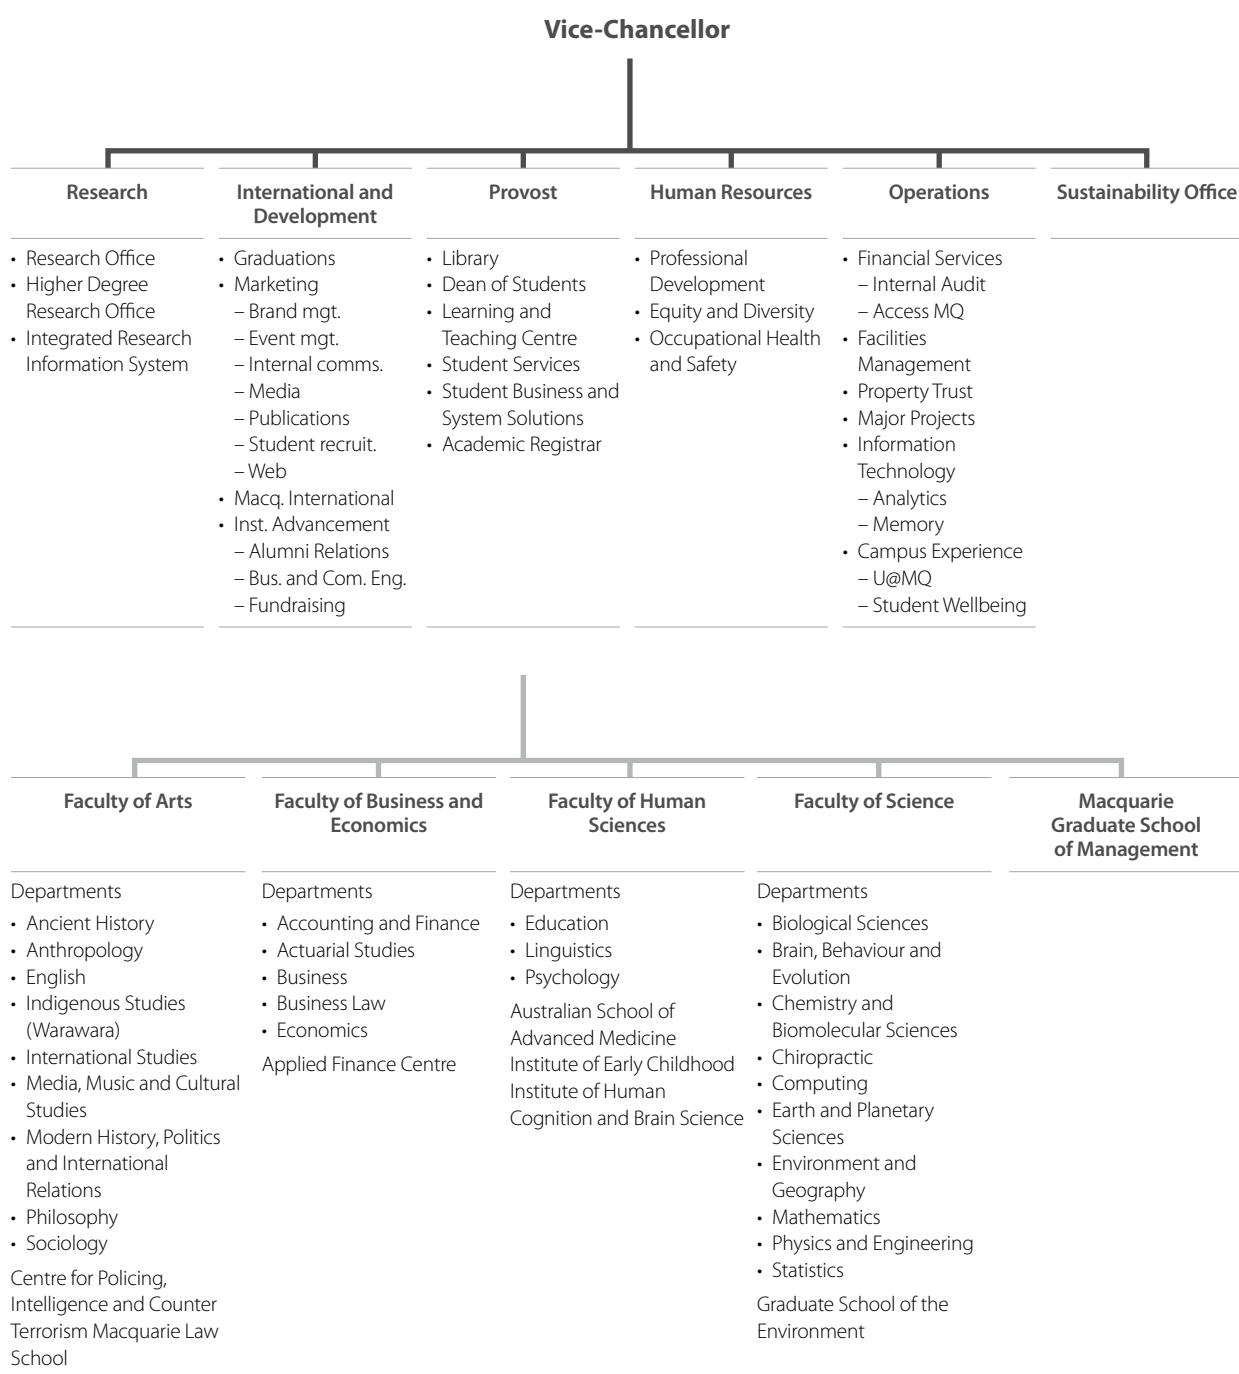 Vice-Chancellor
Research
• Research Office
• Higher Degree
Research Office
• Integrated Research
Information System
International and
Development
• Graduations
• Marketing
– Brand mgt.
– Event mgt.
– Internal comms.
– Media
– Publications
– Student recruit.
– Web
• Macq. International
• Inst. Advancement
– Alumni Relations
– Bus. and Com. Eng.
– Fundraising
Provost
• Library
• Dean of Students
• Learning and
Teaching Centre
• Student Services
• Student Business and
System Solutions
• Academic Registrar
Human Resources
• Professional
Development
• Equity and Diversity
• Occupational Health
and Safety
Operations
• Financial Services
– Internal Audit
– Access MQ
• Facilities
Management
• Property Trust
• Major Projects
• Information
Technology
– Analytics
– Memory
• Campus Experience
– U@MQ
– Student Wellbeing
Sustainability Office
Faculty of Arts
Departments
• Ancient History
• Anthropology
• English
• Indigenous Studies
(Warawara)
• International Studies
• Media, Music and Cultural
Studies
• Modern History, Politics
and International
Relations
• Philosophy
• Sociology
Centre for Policing,
Intelligence and Counter
Terrorism Macquarie Law
School
Faculty of Business and
Economics
Departments
• Accounting and Finance
• Actuarial Studies
• Business
• Business Law
• Economics
Applied Finance Centre
Faculty of Human
Sciences
Departments
• Education
• Linguistics
• Psychology
Australian School of
Advanced Medicine
Institute of Early Childhood
Institute of Human
Cognition and Brain Science
Faculty of Science
Departments
• Biological Sciences
• Brain, Behaviour and
Evolution
• Chemistry and
Biomolecular Sciences
• Chiropractic
• Computing
• Earth and Planetary
Sciences
• Environment and
Geography
• Mathematics
• Physics and Engineering
• Statistics
Graduate School of the
Environment
Macquarie
Graduate School
of Management